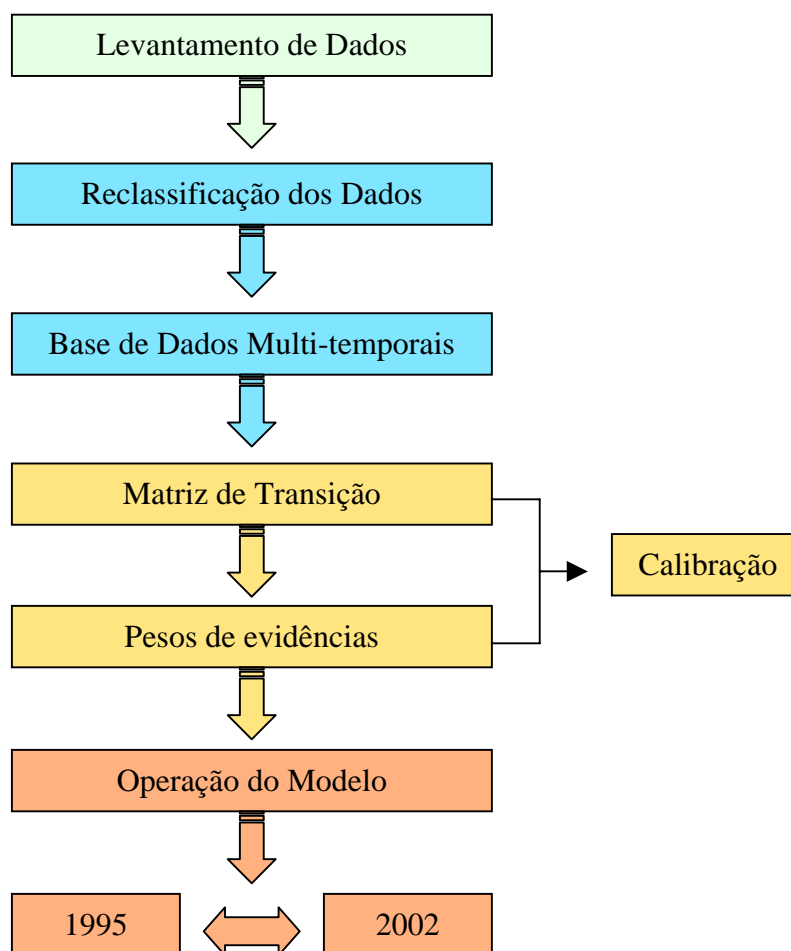 Levantamento de Dados
Reclassificação dos Dados
Base de Dados Multi-temporais
Matriz de Transição
Calibração
Pesos de evidências
Operação do Modelo
1995
2002